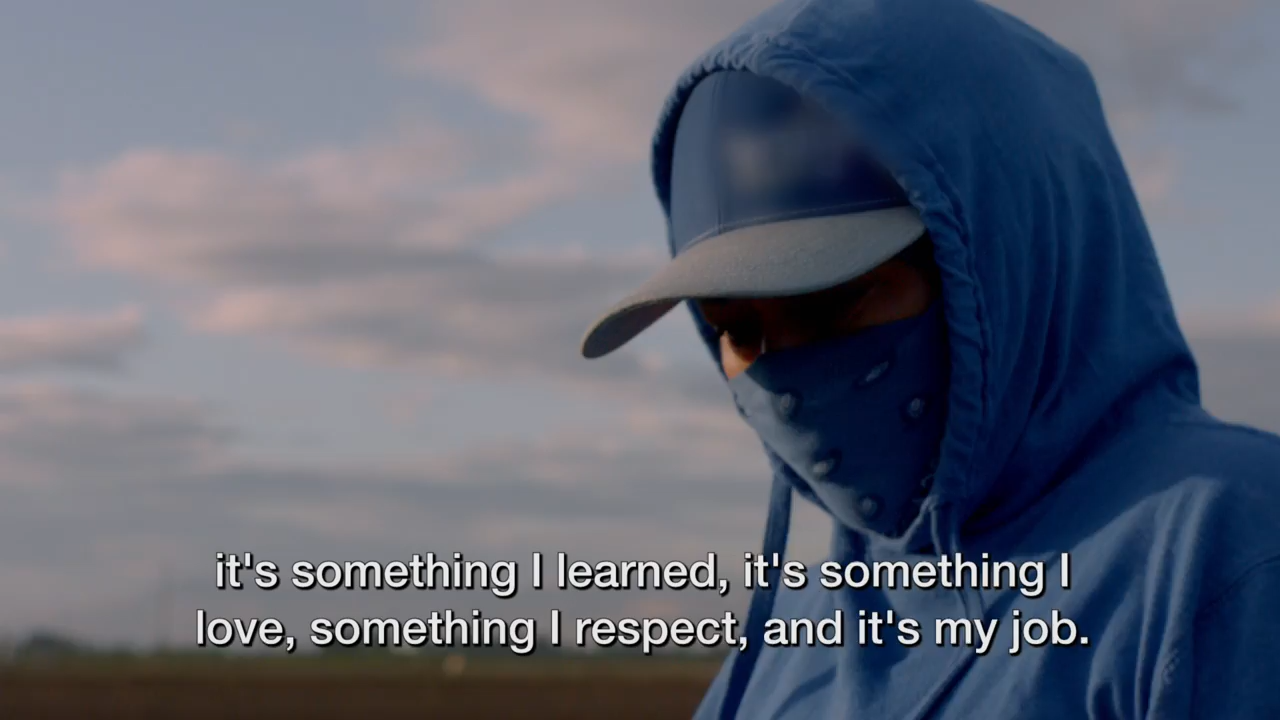 it's something I learned, it's something I
love, something I respect, and it's my job.